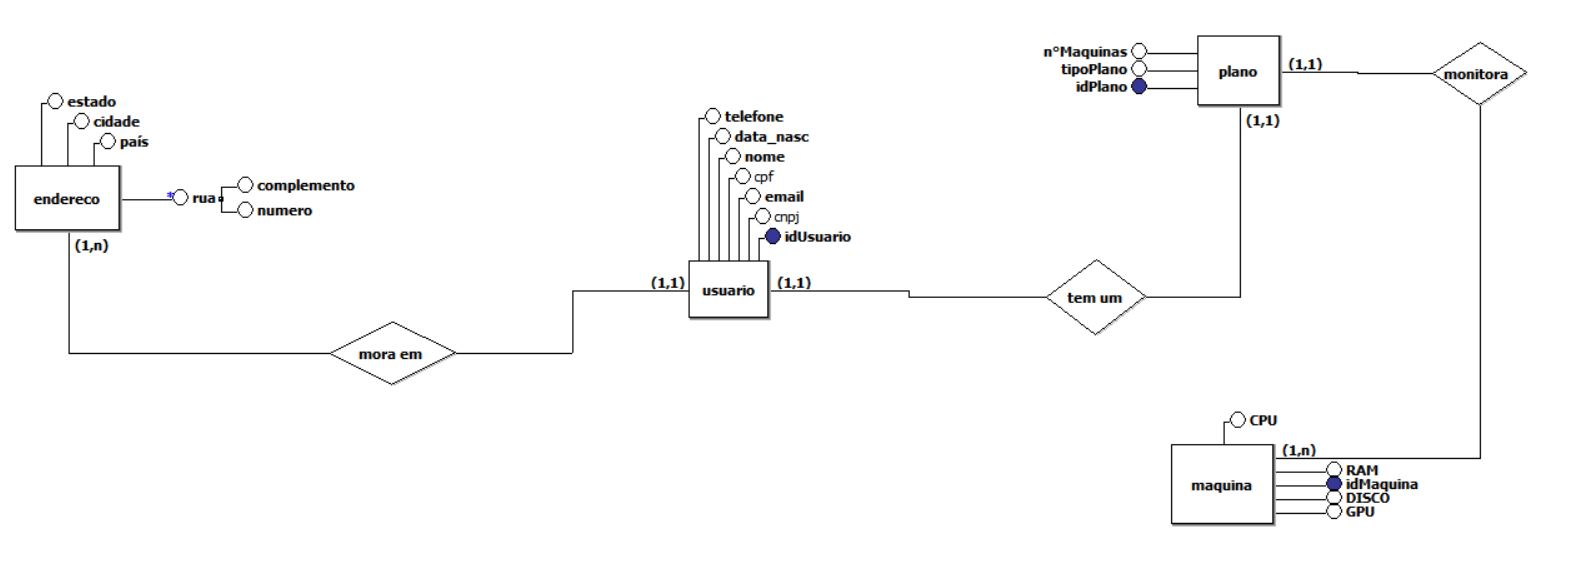 estado
cidade
país
endereco
* rua
complemento
numero
(1,n)
mora em
(1,1)
telefone
data_nasc
nome
cpf
email
cnpj
idUsuario
usuario
(1,1)
tem um
n°Maquinas
tipoPlano
idPlano
plano
(1,1)
(1,1)
monitora
CPU
maquina
(1,n)
RAM
idMaquina
DISCO
GPU